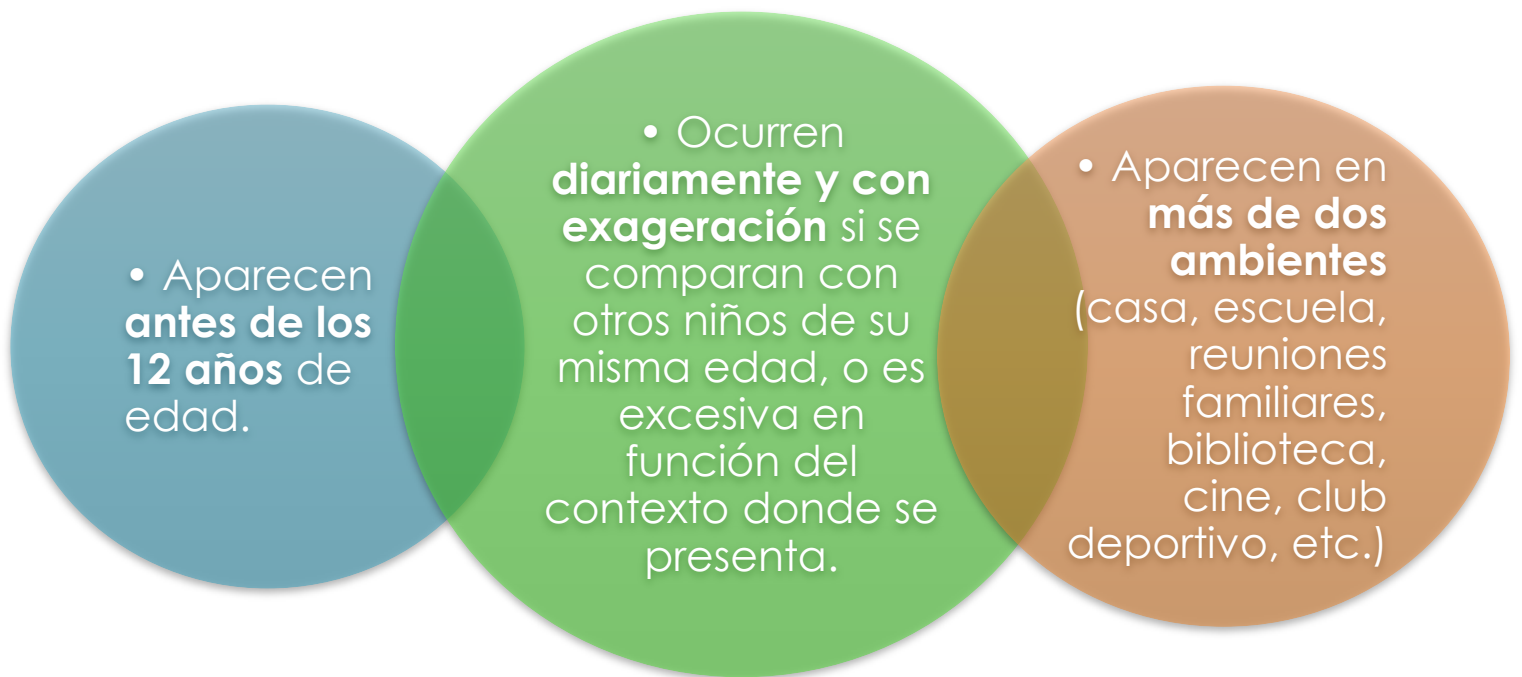 • Aparecen
antes de los
12 años de
edad.
• Ocurren
diariamente y con
exageración si se
comparan con
otros niños de su
misma edad, o es
excesiva en
función del
contexto donde se
presenta.
• Aparecen en
más de dos
ambientes
(casa, escuela,
reuniones
familiares,
biblioteca,
cine, club
deportivo, etc.)